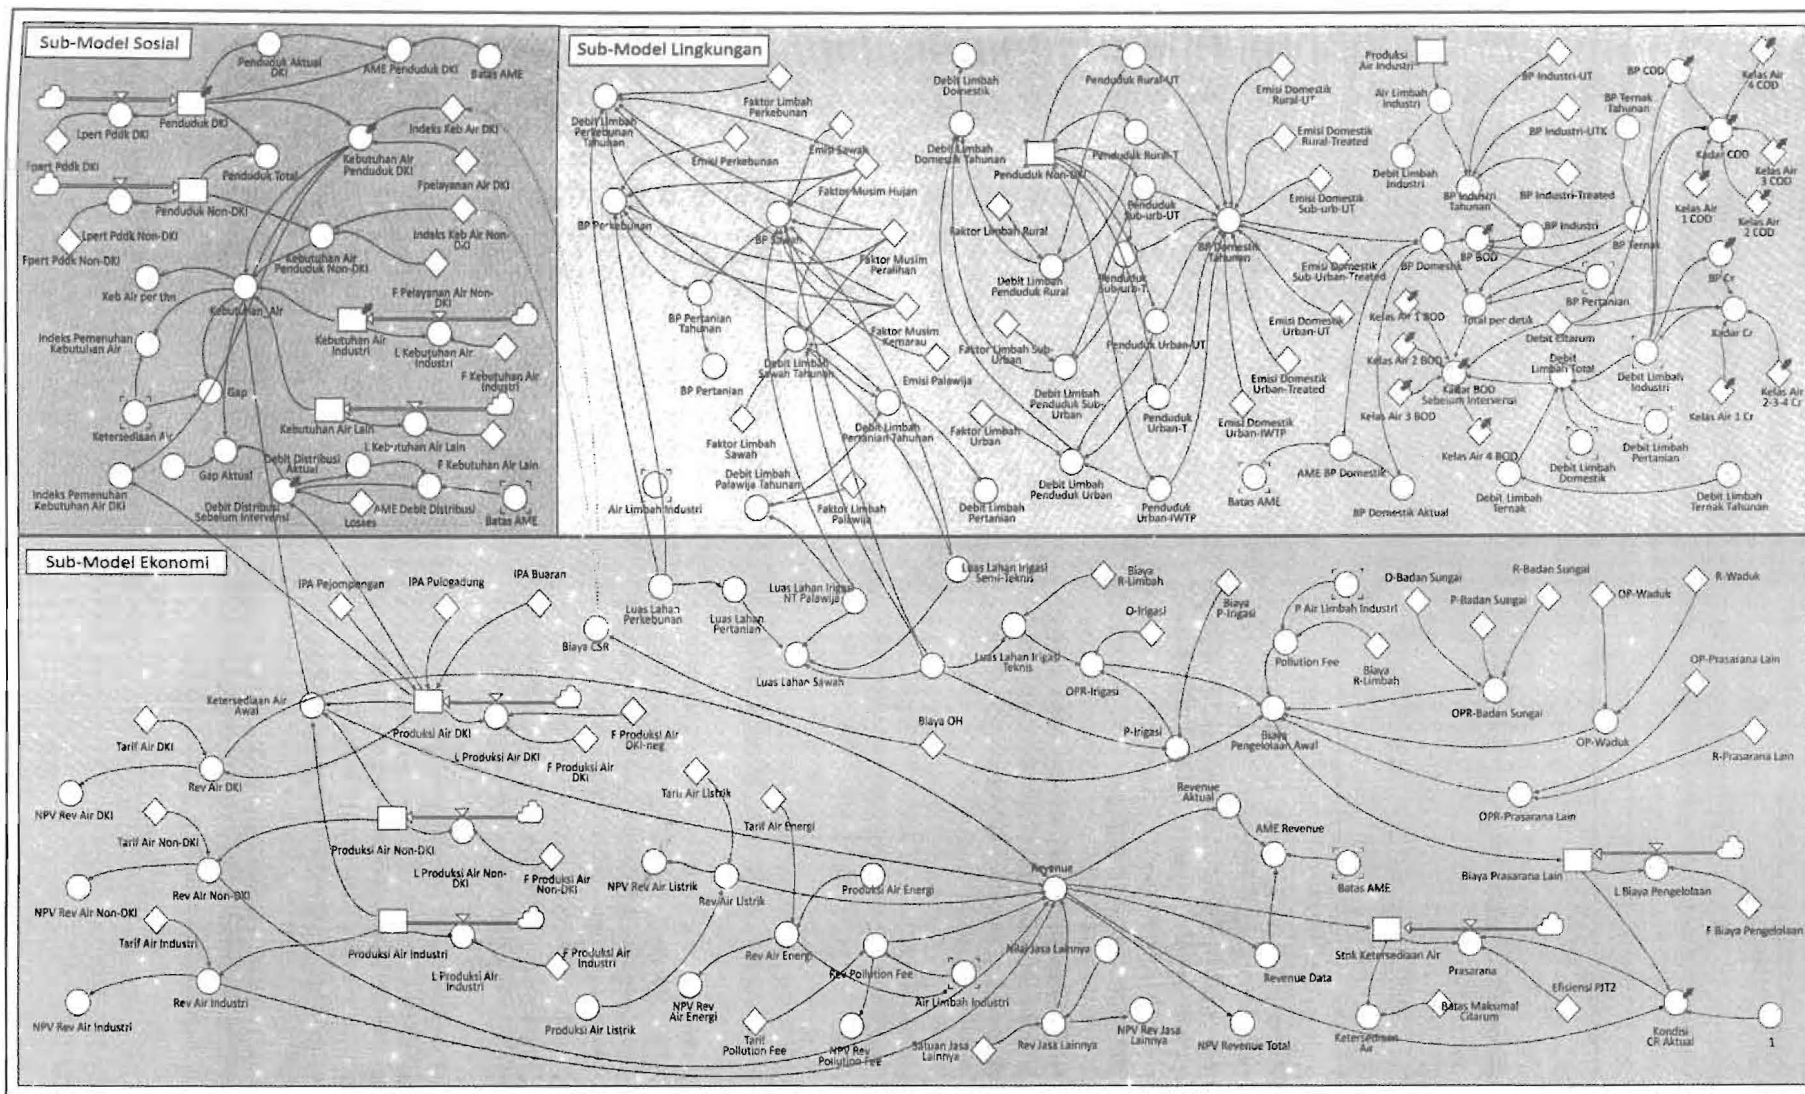 Sub-Model Sosial
Penduduk Aktual
DKI
AME Penduduk DKI
Batas AME
Penduduk DKI
Lpert Pddk DKI
Fpert Pddk DKI
Indeks Keb Air DKI
Kebutuhan Air
Penduduk DKI
Fpelayanan Air DKI
Penduduk Total
Penduduk Non-DKI
Lpert Pddk Non-DKI
Fpert Pddk Non-DKI
Indeks Keb Air Non-
DKI
Kebutuhan Air
Penduduk Non-DKI
Keb Air per thn
F Pelayanan Air Non-
DKI
Kebutuhan_Air
Indeks Pemenuhan
Kebutuhan Air
Kebutuhan Air
Industri
L Kebutuhan Air
Industri
F Kebutuhan Air
Industri
Gap
Ketersediaan Air
Kebutuhan Air Lain
L Kebutuhan Air Lain
F Kebutuhan Air Lain
Gap Aktual
Debit Distribusi
Aktual
Indeks Pemenuhan
Kebutuhan Air DKI
Debit Distribusi
Sebelum Intervensi
Losses
AME Debit Distribusi
Batas AME
Sub-Model Lingkungan
Debit Limbah
Perkebunan
Tahunan
Faktor Limbah
Perkebunan
Emisi Perkebunan
Emisi Sawah
Faktor Musim Hujan
BP Perkebunan
BP Sawah
Faktor Musim
Peralihan
BP Pertanian
Tahunan
Faktor Musim
Kemarau
Debit Limbah
Sawah Tahunan
Emisi Palawija
BP Pertanian
Faktor Limbah
Sawah
Debit Limbah
Pertanian Tahunan
Debit Limbah
Palawija Tahunan
Air Limbah Industri
Faktor Limbah
Palawija
Debit Limbah
Pertanian
Debit Limbah
Domestik
Debit Limbah
Domestik Tahunan
Penduduk Rural-UT
Penduduk Non-DKI
Penduduk Rural-T
Penduduk
Sub-urb-UT
Faktor Limbah Rural
Debit Limbah
Penduduk Rural
Penduduk
Sub-urb-T
Penduduk Urban-UT
Faktor Limbah Sub-
Urban
Debit Limbah
Penduduk Sub-
Urban
Penduduk
Urban-T
Faktor Limbah
Urban
Debit Limbah
Penduduk Urban
Penduduk
Urban-IWTP
Emisi Domestik
Rural-UT
Emisi Domestik
Rural-Treated
Emisi Domestik
Sub-urb-UT
BP Domestik
Tahunan
Emisi Domestik
Sub-Urban-Treated
Emisi Domestik
Urban-UT
Emisi Domestik
Urban-Treated
Emisi Domestik
Urban-IWTP
Batas AME
AME BP Domestik
BP Domestik Aktual
Produksi
Air Industri
Air Limbah
Industri
Debit Limbah
Industri
BP Industri-UT
BP Industri-UTK
BP Industri-Treated
BP Industri
Tahunan
BP Industri
BP Domestik
BP BOD
BP Ternak
Tahunan
BP Ternak
BP Pertanian
Total per detik
BP COD
Kelas Air
4 COD
Kadar COD
Kelas Air
3 COD
Kelas Air
1 COD
Kelas Air
2 COD
BP Cr
Kadar Cr
Kelas Air 1 BOD
Kelas Air 2 BOD
Kelas Air 3 BOD
Kelas Air 4 BOD
Kadar BOD
Sebelum Intervensi
Debit Citarum
Debit
Limbah Total
Debit Limbah
Industri
Kelas Air 1 Cr
Kelas Air
2-3-4 Cr
Debit Limbah
Pertanian
Debit Limbah
Domestik
Debit Limbah
Ternak
Debit Limbah
Ternak Tahunan
Sub-Model Ekonomi
IPA Pejompongan
IPA Pulogadung
IPA Buaran
Biaya CSR
Luas Lahan
Perkebunan
Luas Lahan
Pertanian
Luas Lahan Irigasi
NT Palawija
Luas Lahan Irigasi
Semi-Teknis
Luas Lahan Sawah
Luas Lahan Irigasi
Teknis
Biaya
R-Limbah
O-Irigasi
Biaya
P-Irigasi
OPR-Irigasi
P-Irigasi
P Air Limbah Industri
Pollution Fee
Biaya
R-Limbah
D-Badan Sungai
P-Badan Sungai
R-Badan Sungai
OP-Waduk
R-Waduk
OPR-Badan Sungai
OP-Waduk
OP-Prasarana Lain
R-Prasarana Lain
OPR-Prasarana Lain
Biaya
Pengelolaan Awal
Biaya OH
Ketersediaan Air
Awal
Tarif Air DKI
Produksi Air DKI
L Produksi Air DKI
F Produksi Air
DKI-neg
F Produksi Air
DKI
Rev Air DKI
NPV Rev Air DKI
Tarif Air Non-DKI
Produksi Air Non-DKI
L Produksi Air Non-
DKI
F Produksi Air
Non-DKI
Rev Air Non-DKI
NPV Rev Air Non-DKI
Tarif Air Industri
Produksi Air Industri
L Produksi Air
Industri
F Produksi Air
Industri
Rev Air Industri
NPV Rev Air Industri
Tarif Air Listrik
Tarif Air Energi
NPV Rev Air Listrik
Rev Air Listrik
Produksi Air Energi
Rev Air Energi
NPV Rev
Air Energi
Produksi Air Listrik
Rev Pollution Fee
Air Limbah Industri
Tarif
Pollution Fee
NPV Rev
Pollution Fee
Nilai Jasa Lainnya
Satuan Jasa
Lainnya
Rev Jasa Lainnya
NPV Rev Jasa
Lainnya
Revenue
Revenue
Aktual
AME Revenue
Batas AME
Revenue Data
NPV Revenue Total
Biaya Prasarana Lain
L Biaya Pengelolaan
F Biaya Pengelolaan
Stok Ketersediaan Air
Prasarana
Efisiensi PJT2
Batas Maksimal
Citarum
Ketersediaan
Air
Kondisi
CR Aktual
1